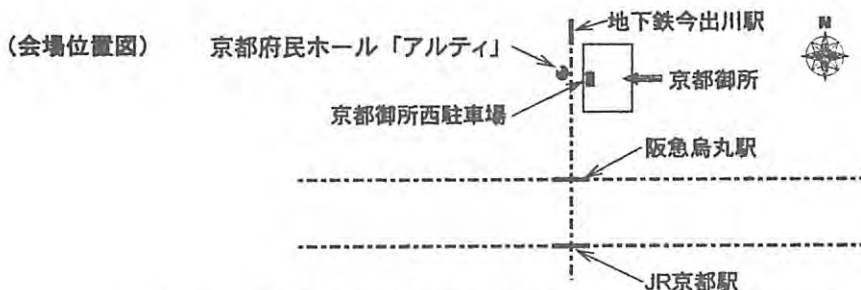 地下鉄今出川駅
N
(会場位置図) 京都府民ホール「アルティ」
京都御所
京都御所西駐車場
阪急烏丸駅
JR京都駅